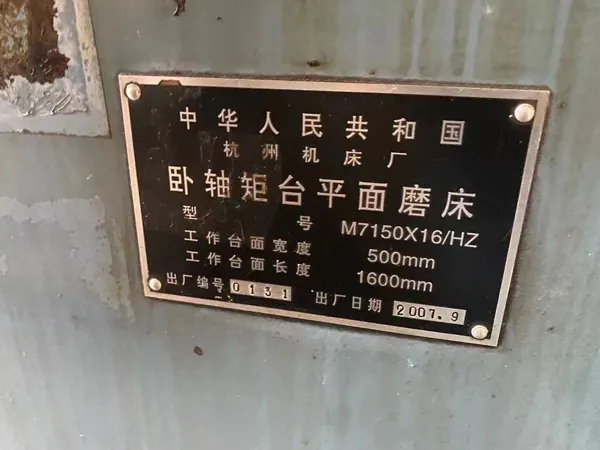 中华人民共和国
杭州机床厂
卧轴矩台平面磨床
型号 M7150X16/HZ
工作台面宽度 500mm
工作台面长度 1600mm
出厂编号 0131 出厂日期 2007.9